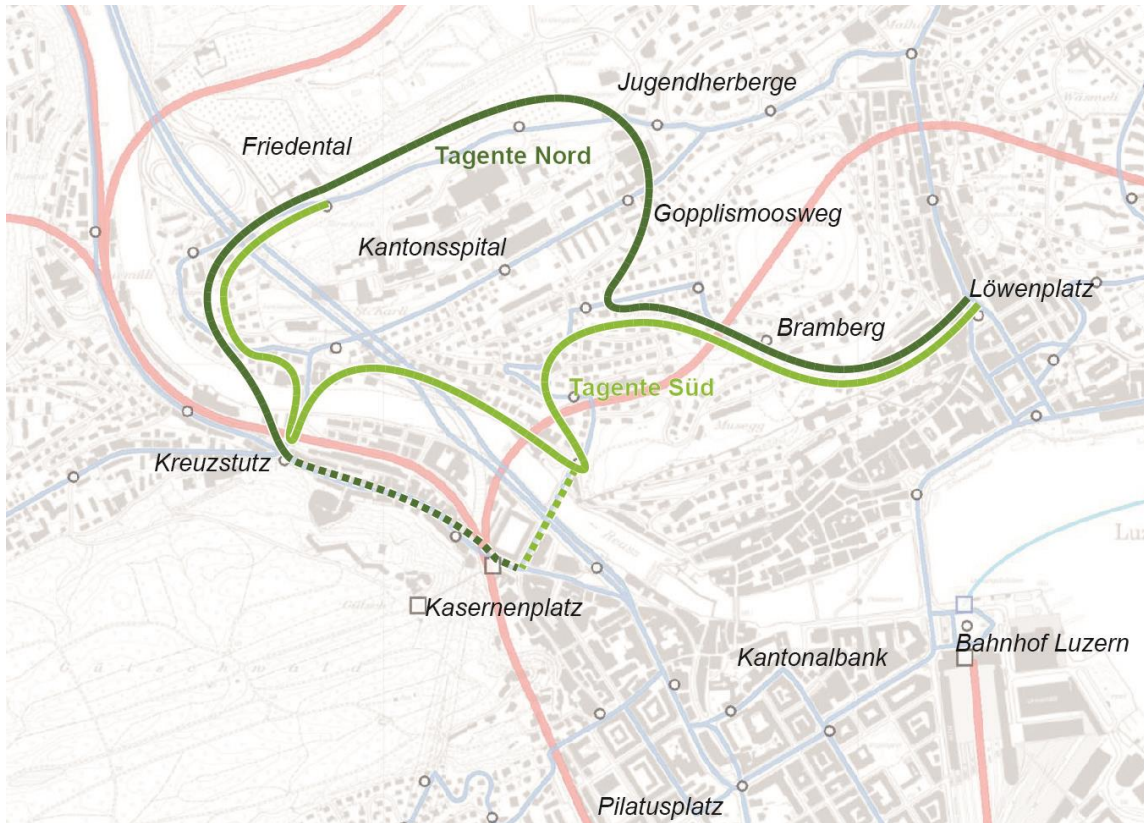 Jugendherberge
Friedental
Tagente Nord
Gopplismoosweg
Kantonsspital
Löwenplatz
Bramberg
Tagente Süd
Kreuzstutz
Kasernenplatz
Bahnhof Luzern
Kantonalbank
Pilatusplatz